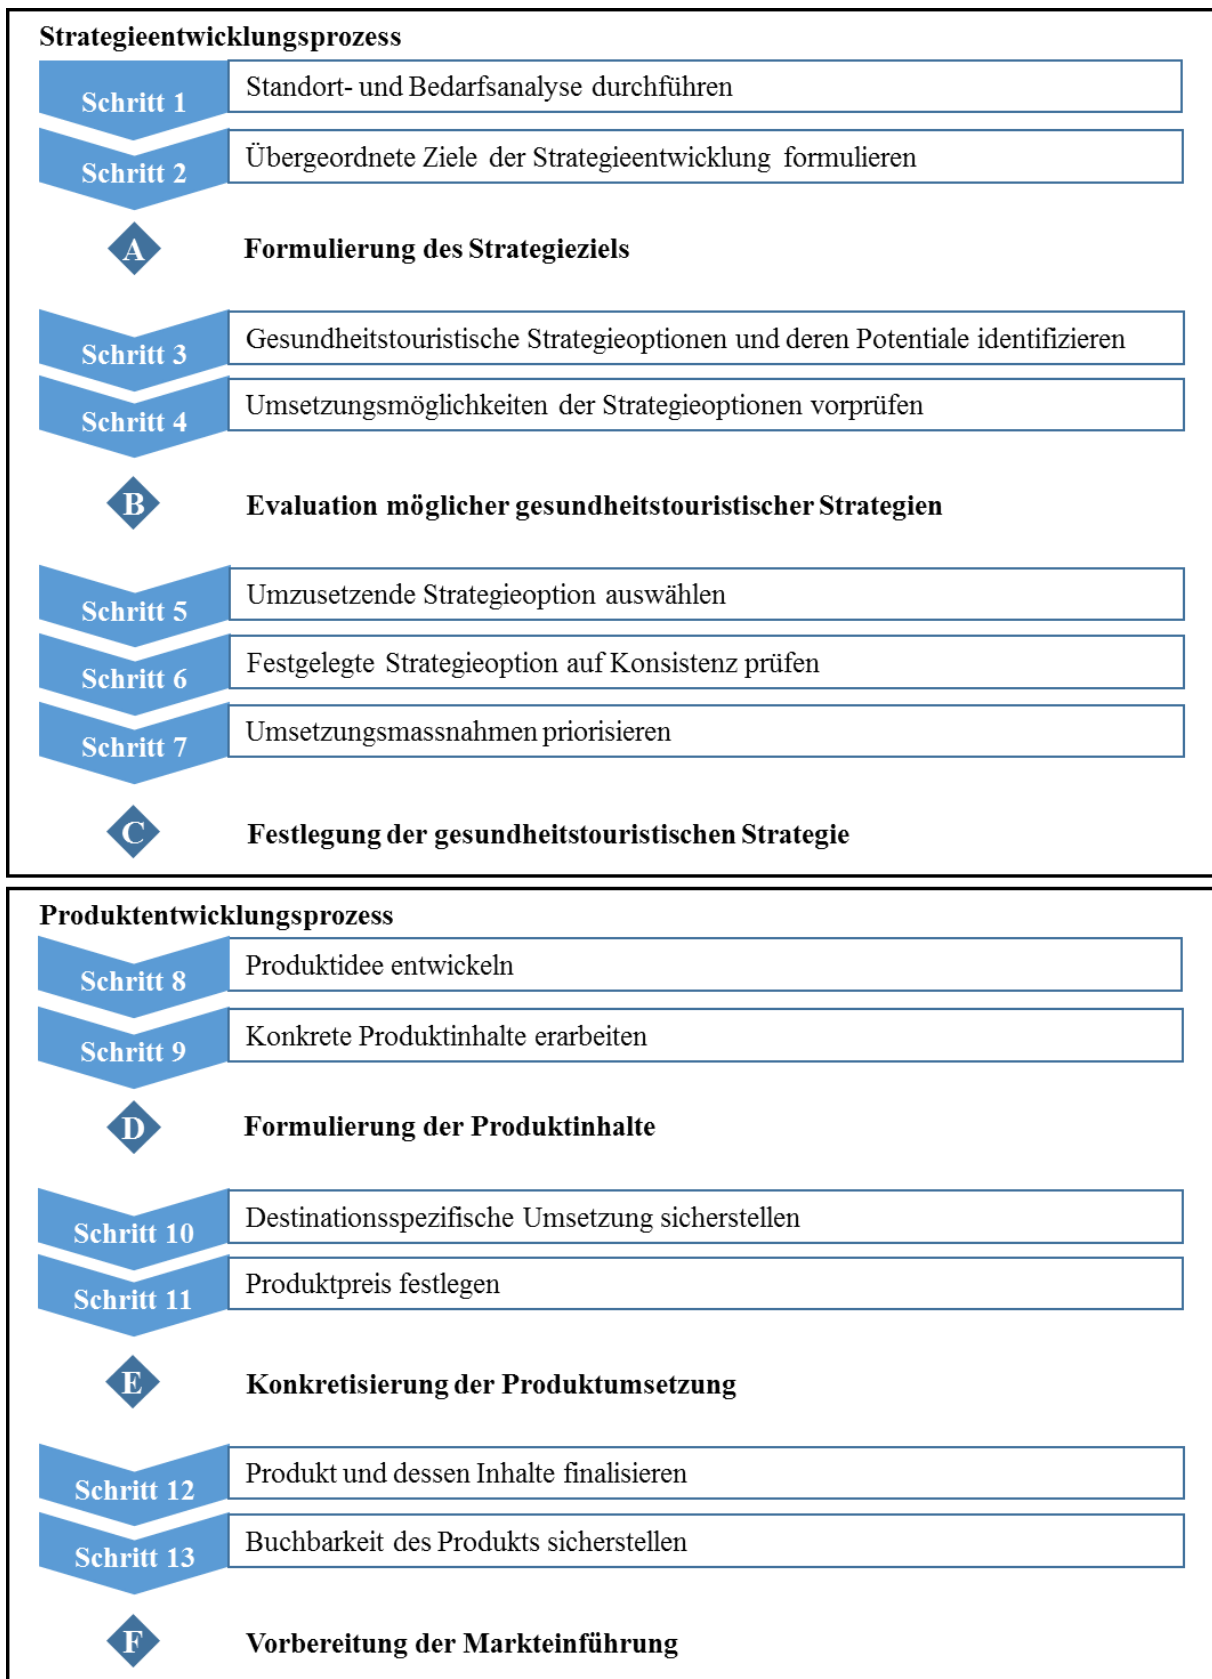 Strategieentwicklungsprozess
Schritt 1
Standort- und Bedarfsanalyse durchführen
Schritt 2
Übergeordnete Ziele der Strategieentwicklung formulieren
A
Formulierung des Strategieziels
Schritt 3
Gesundheitstouristische Strategieoptionen und deren Potentiale identifizieren
Schritt 4
Umsetzungsmöglichkeiten der Strategieoptionen vorprüfen
B
Evaluation möglicher gesundheitstouristischer Strategien
Schritt 5
Umzusetzende Strategieoption auswählen
Schritt 6
Festgelegte Strategieoption auf Konsistenz prüfen
Schritt 7
Umsetzungsmassnahmen priorisieren
C
Festlegung der gesundheitstouristischen Strategie
Produktentwicklungsprozess
Schritt 8
Produktidee entwickeln
Schritt 9
Konkrete Produktinhalte erarbeiten
D
Formulierung der Produktinhalte
Schritt 10
Destinationsspezifische Umsetzung sicherstellen
Schritt 11
Produktpreis festlegen
E
Konkretisierung der Produktumsetzung
Schritt 12
Produkt und dessen Inhalte finalisieren
Schritt 13
Buchbarkeit des Produkts sicherstellen
F
Vorbereitung der Markteinführung